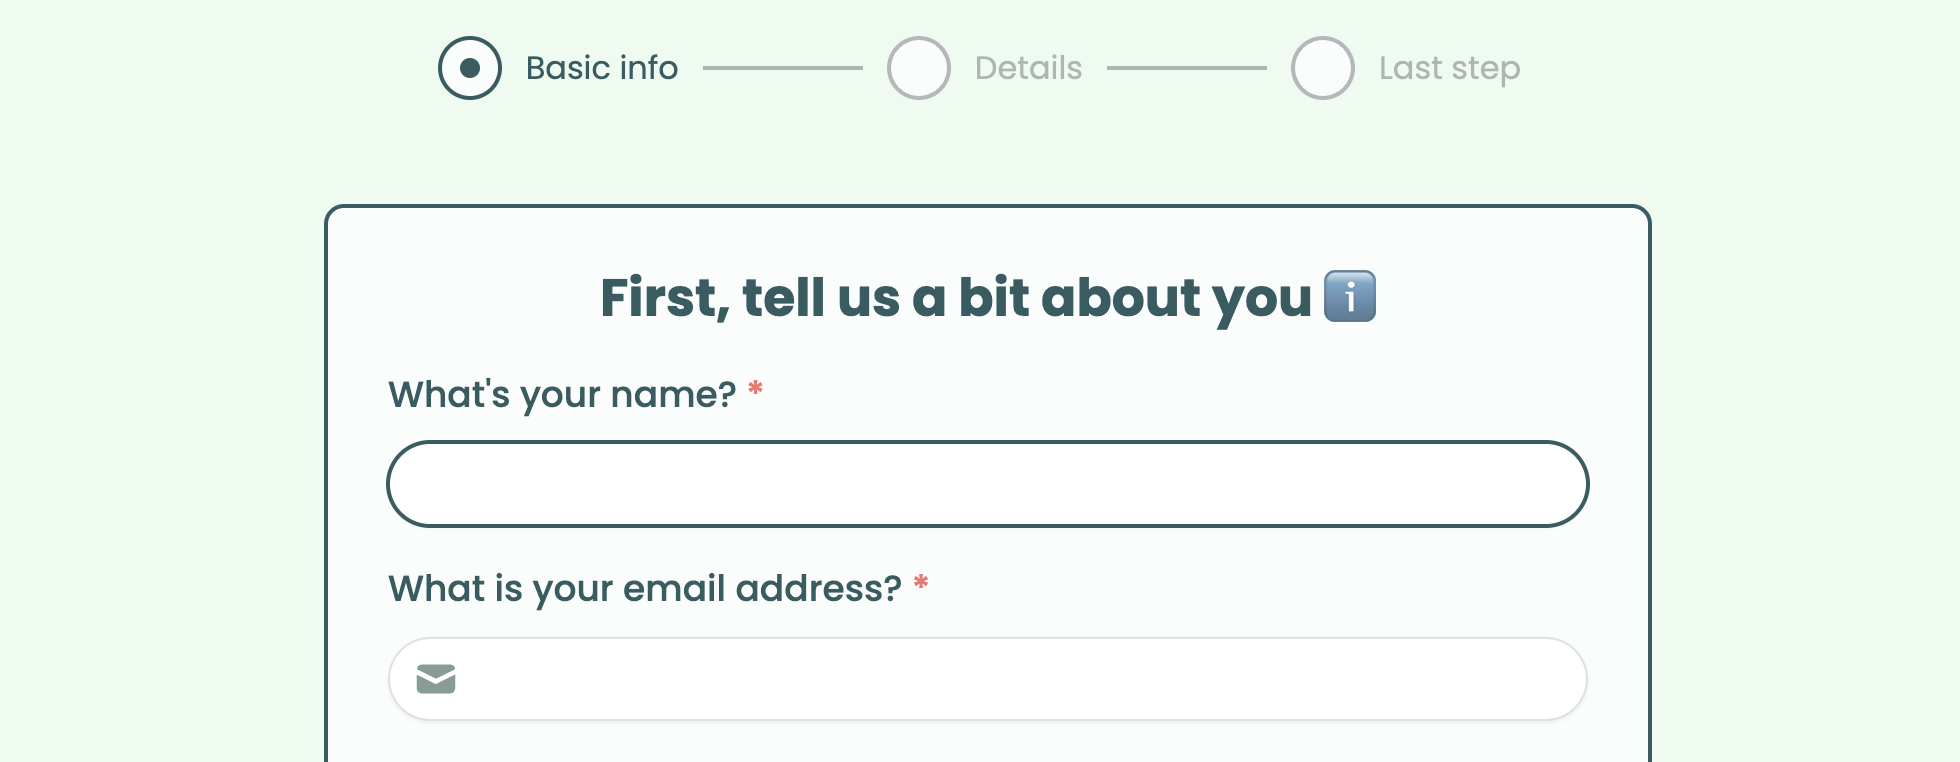 Basic info
Details
Last step
First, tell us a bit about you ℹ️
What's your name? *
What is your email address? *